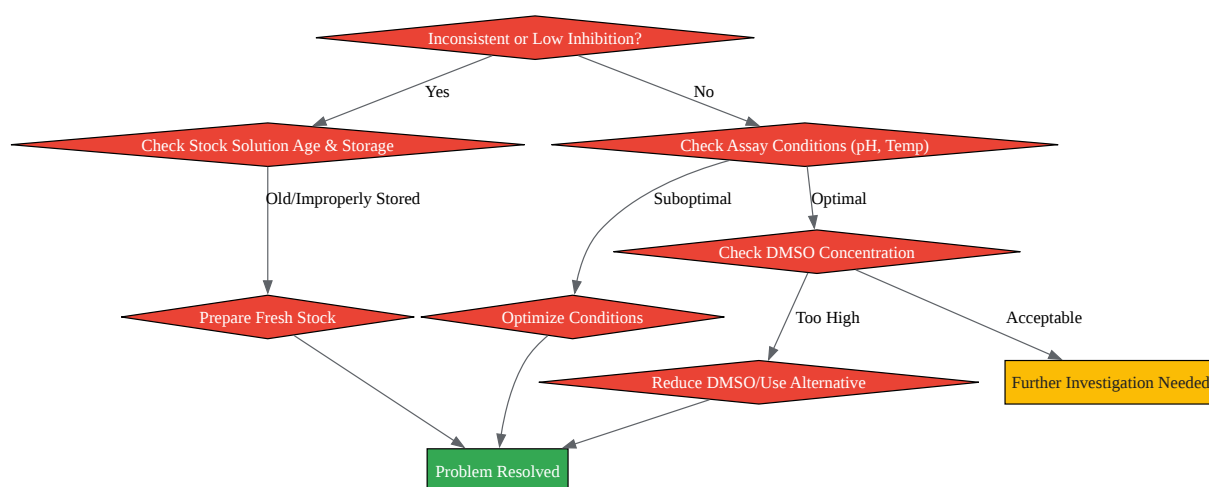 Inconsistent or Low Inhibition?
Yes
No
Check Stock Solution Age & Storage
Check Assay Conditions (pH, Temp)
Old/Improperly Stored
Suboptimal
Optimal
Check DMSO Concentration
Prepare Fresh Stock
Optimize Conditions
Too High
Acceptable
Reduce DMSO/Use Alternative
Further Investigation Needed
Problem Resolved